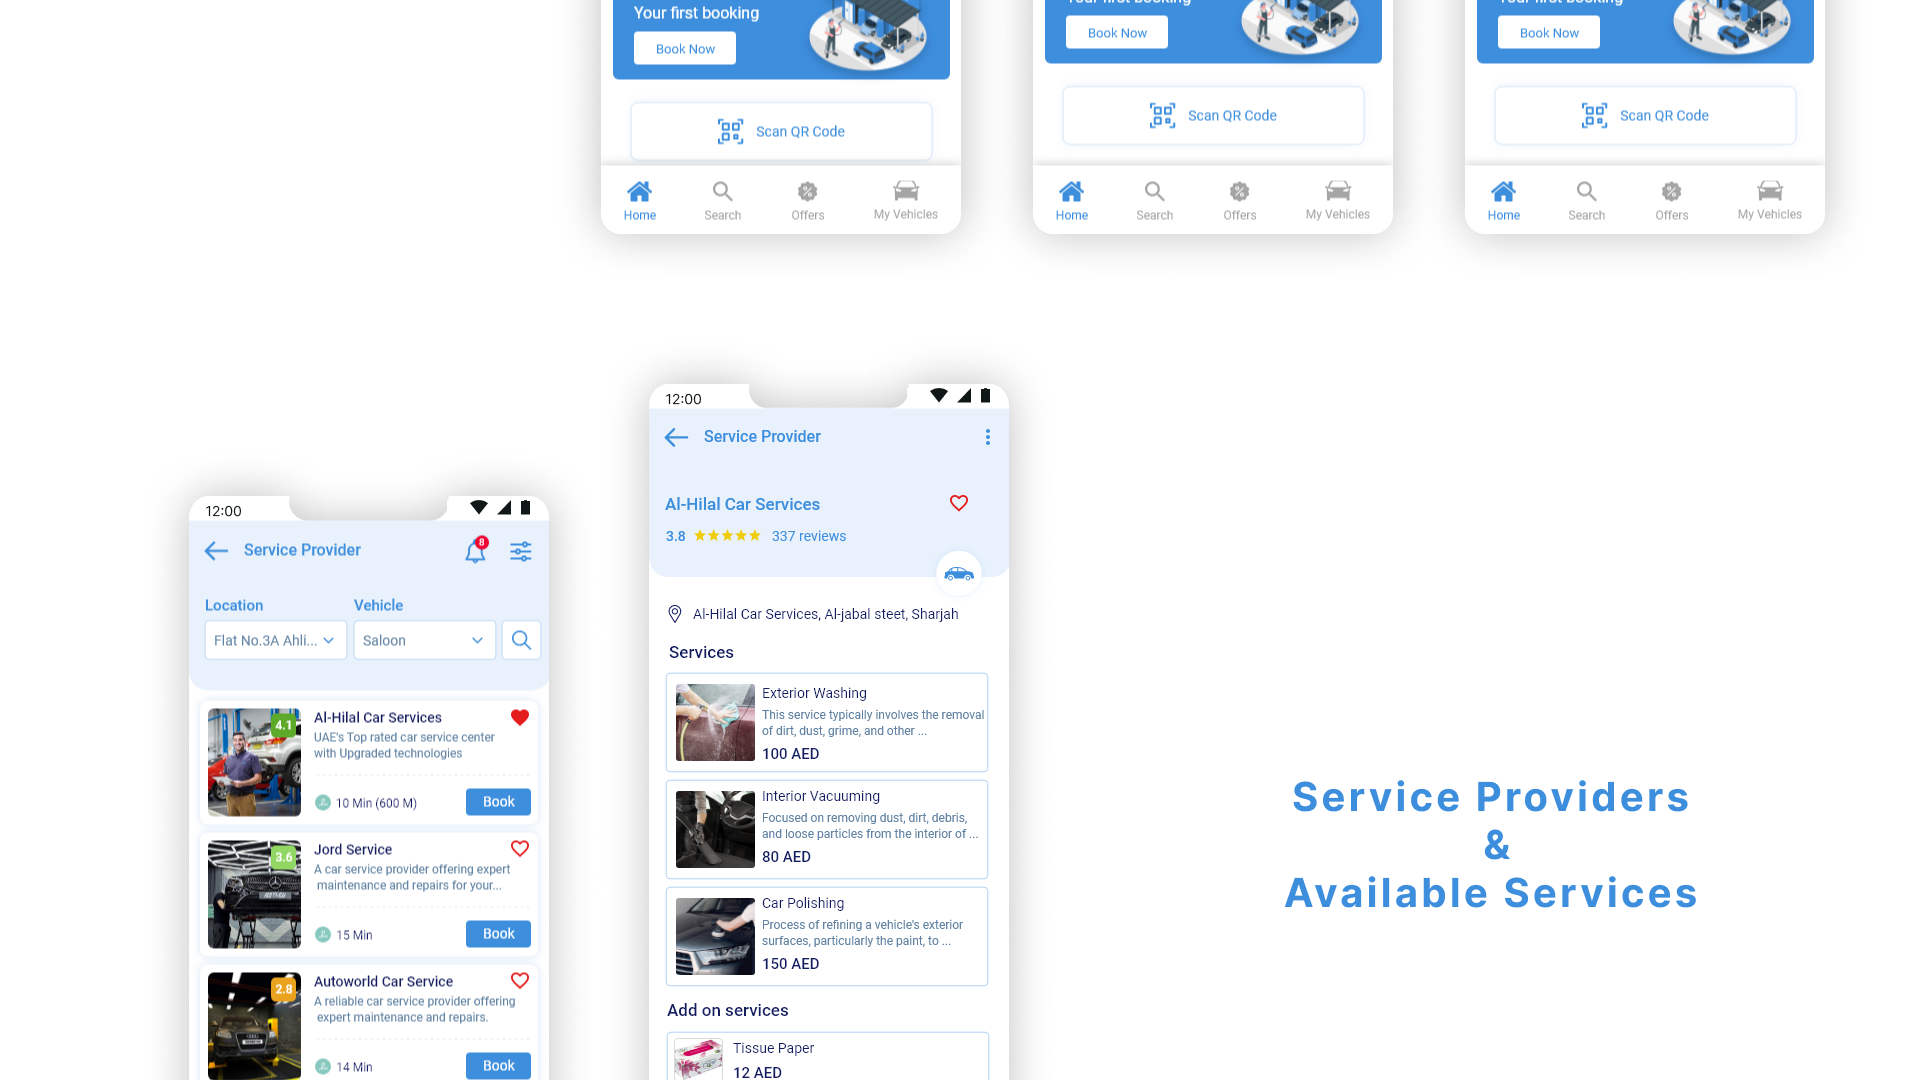 Your first booking
Book Now
Scan QR Code
Home
Search
Offers
My Vehicles
Your first booking
Book Now
Scan QR Code
Home
Search
Offers
My Vehicles
Your first booking
Book Now
Scan QR Code
Home
Search
Offers
My Vehicles
12:00
Service Provider
8
Location
Vehicle
Flat No.3A Ahli...
Saloon
4.1
Al-Hilal Car Services
UAE's Top rated car service center
with Upgraded technologies
10 Min (600 M)
Book
3.6
Jord Service
A car service provider offering expert
maintenance and repairs for your...
15 Min
Book
2.8
Autoworld Car Service
A reliable car service provider offering
expert maintenance and repairs.
14 Min
Book
12:00
Service Provider
Al-Hilal Car Services
3.8
337 reviews
Al-Hilal Car Services, Al-jabal steet, Sharjah
Services
Exterior Washing
This service typically involves the removal
of dirt, dust, grime, and other ...
100 AED
Interior Vacuuming
Focused on removing dust, dirt, debris,
and loose particles from the interior of ...
80 AED
Car Polishing
Process of refining a vehicle's exterior
surfaces, particularly the paint, to ...
150 AED
Add on services
Tissue Paper
12 AED
Service Providers
&
Available Services